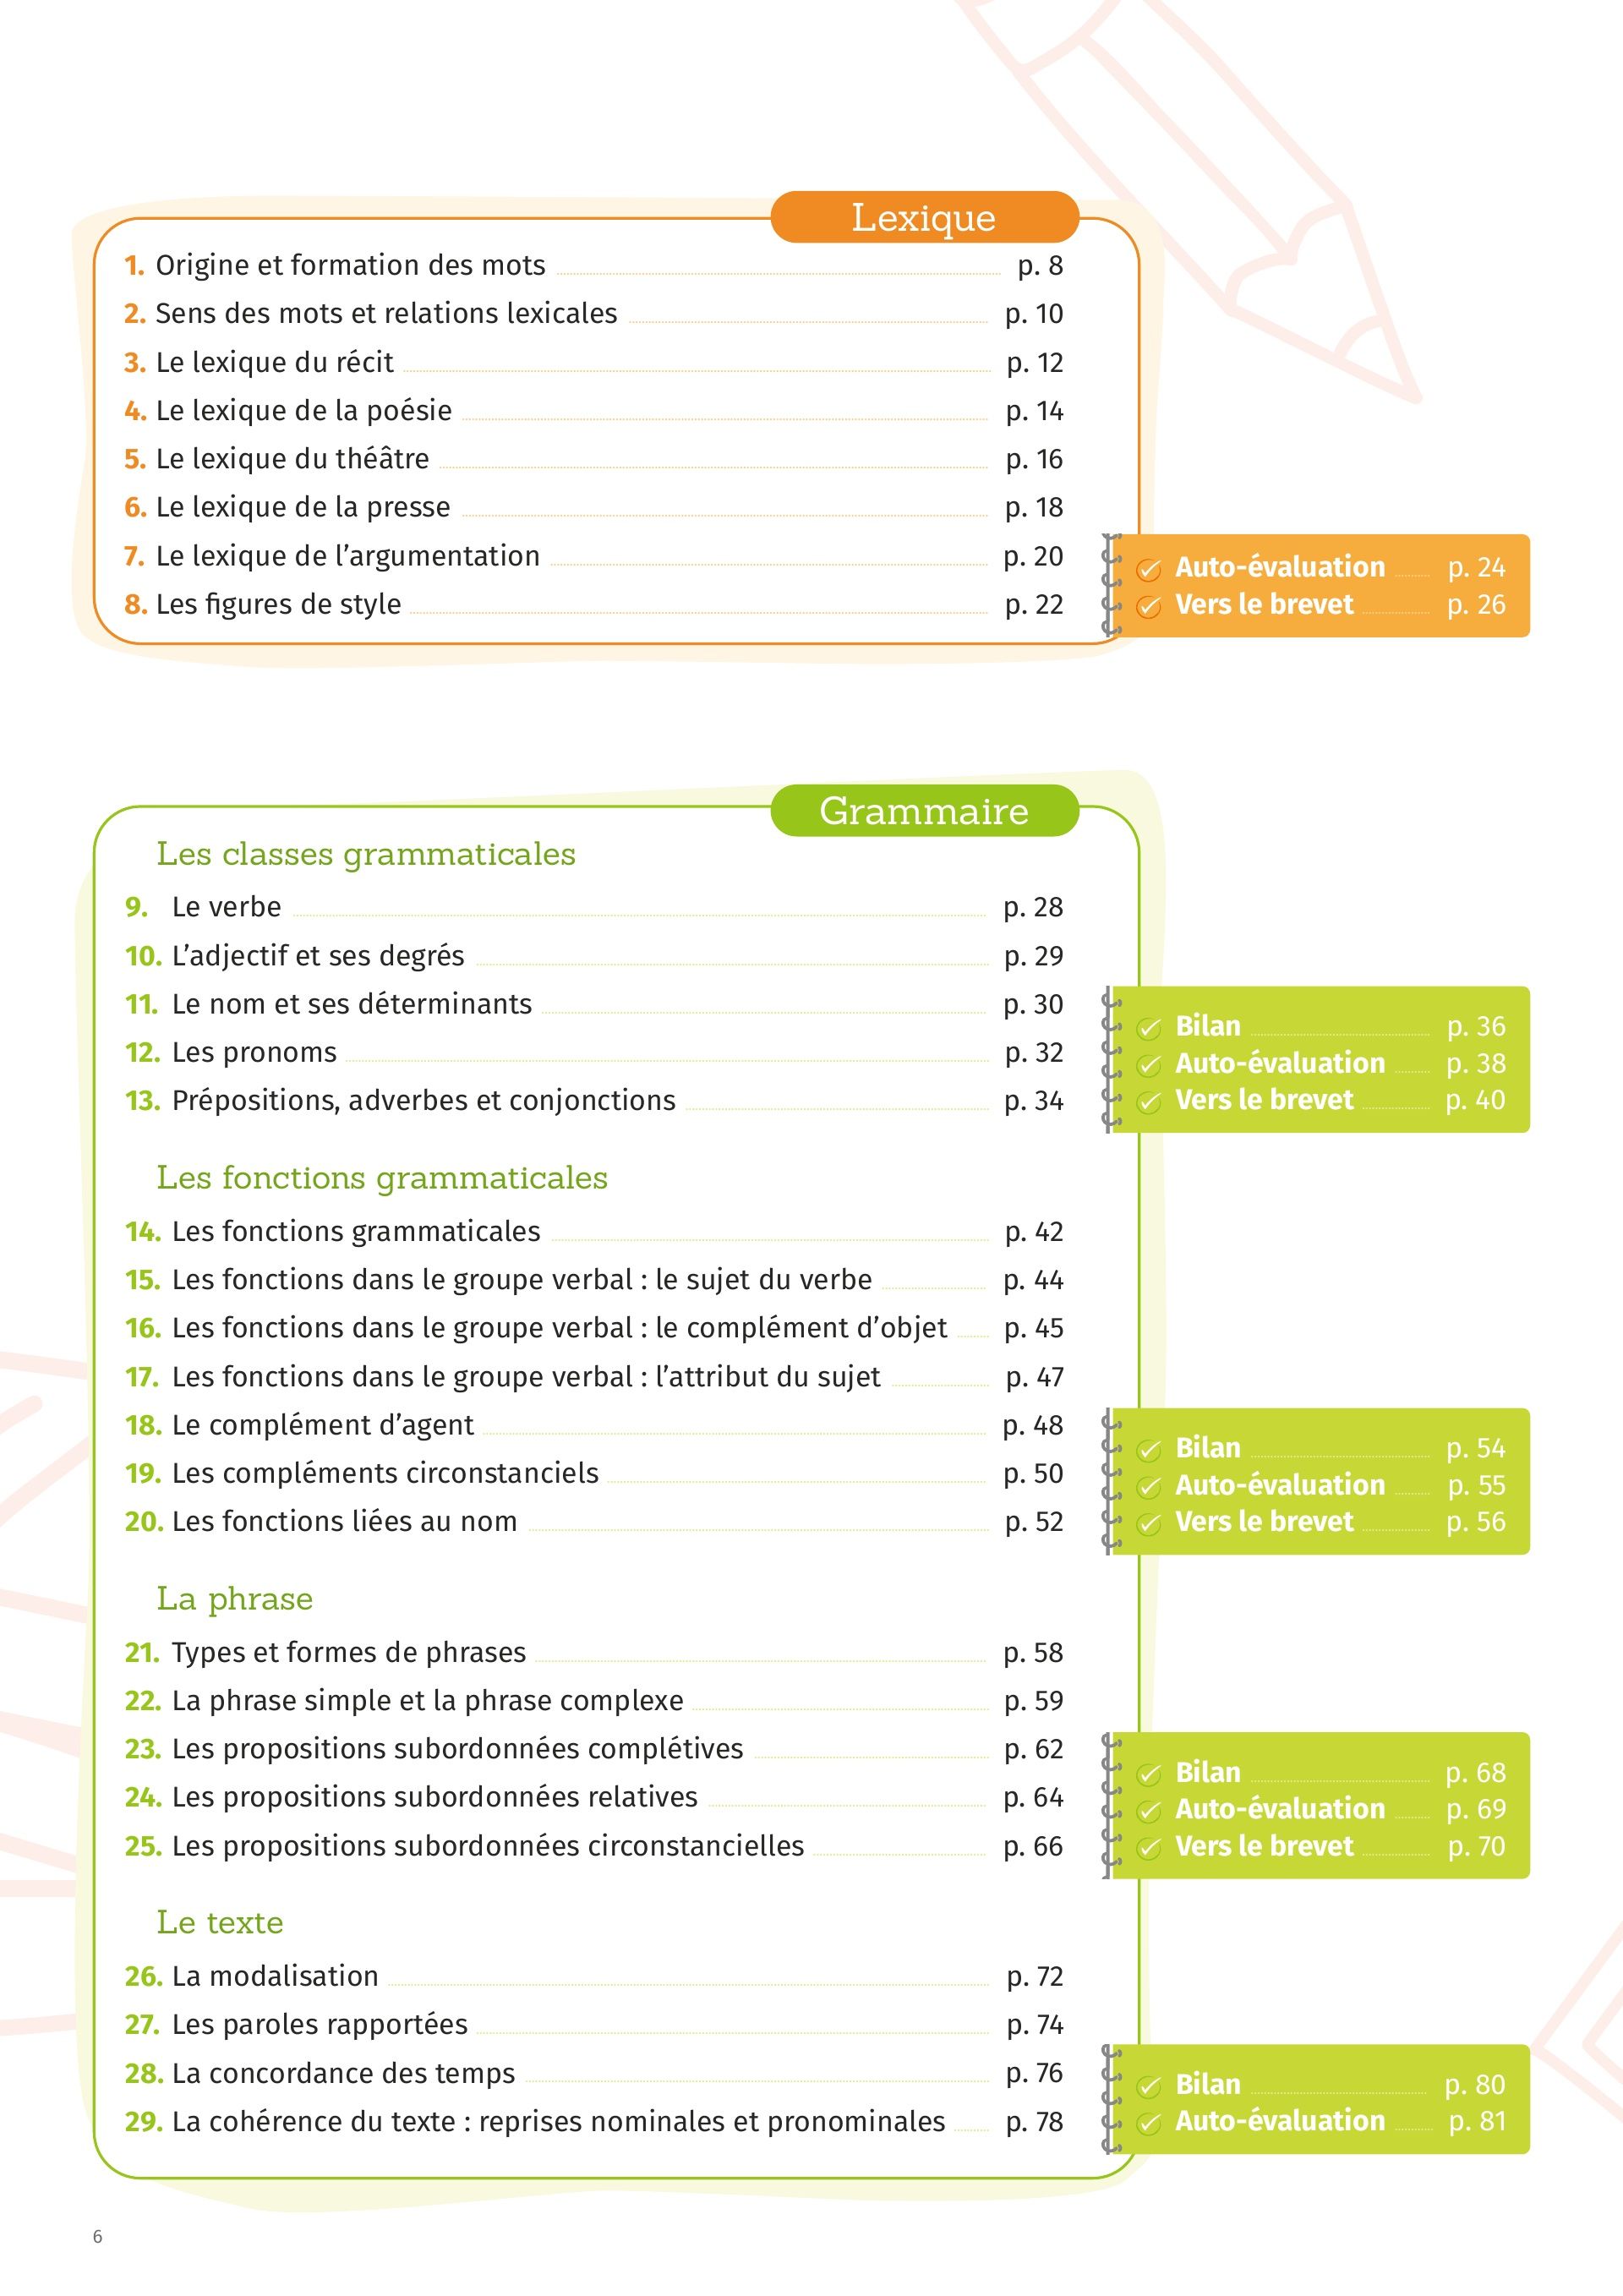 Lexique
1. Origine et formation des mots p. 8
2. Sens des mots et relations lexicales p. 10
3. Le lexique du récit p. 12
4. Le lexique de la poésie p. 14
5. Le lexique du théâtre p. 16
6. Le lexique de la presse p. 18
7. Le lexique de l’argumentation p. 20
8. Les figures de style p. 22
Auto-évaluation p. 24
Vers le brevet p. 26
Grammaire
Les classes grammaticales
9. Le verbe p. 28
10. L’adjectif et ses degrés p. 29
11. Le nom et ses déterminants p. 30
12. Les pronoms p. 32
13. Prépositions, adverbes et conjonctions p. 34
Bilan p. 36
Auto-évaluation p. 38
Vers le brevet p. 40
Les fonctions grammaticales
14. Les fonctions grammaticales p. 42
15. Les fonctions dans le groupe verbal : le sujet du verbe p. 44
16. Les fonctions dans le groupe verbal : le complément d’objet p. 45
17. Les fonctions dans le groupe verbal : l’attribut du sujet p. 47
18. Le complément d’agent p. 48
19. Les compléments circonstanciels p. 50
20. Les fonctions liées au nom p. 52
Bilan p. 54
Auto-évaluation p. 55
Vers le brevet p. 56
La phrase
21. Types et formes de phrases p. 58
22. La phrase simple et la phrase complexe p. 59
23. Les propositions subordonnées complétives p. 62
24. Les propositions subordonnées relatives p. 64
25. Les propositions subordonnées circonstancielles p. 66
Bilan p. 68
Auto-évaluation p. 69
Vers le brevet p. 70
Le texte
26. La modalisation p. 72
27. Les paroles rapportées p. 74
28. La concordance des temps p. 76
29. La cohérence du texte : reprises nominales et pronominales p. 78
Bilan p. 80
Auto-évaluation p. 81
6